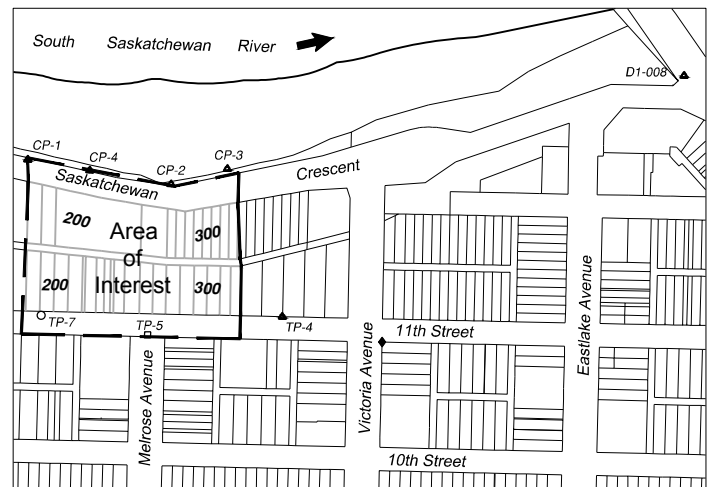 South Saskatchewan River
D1-008
CP-1
CP-4
CP-2
CP-3
Saskatchewan
Crescent
200
Area
of
Interest
300
200
300
TP-7
TP-5
TP-4
11th Street
Melrose Avenue
Victoria Avenue
Eastlake Avenue
10th Street